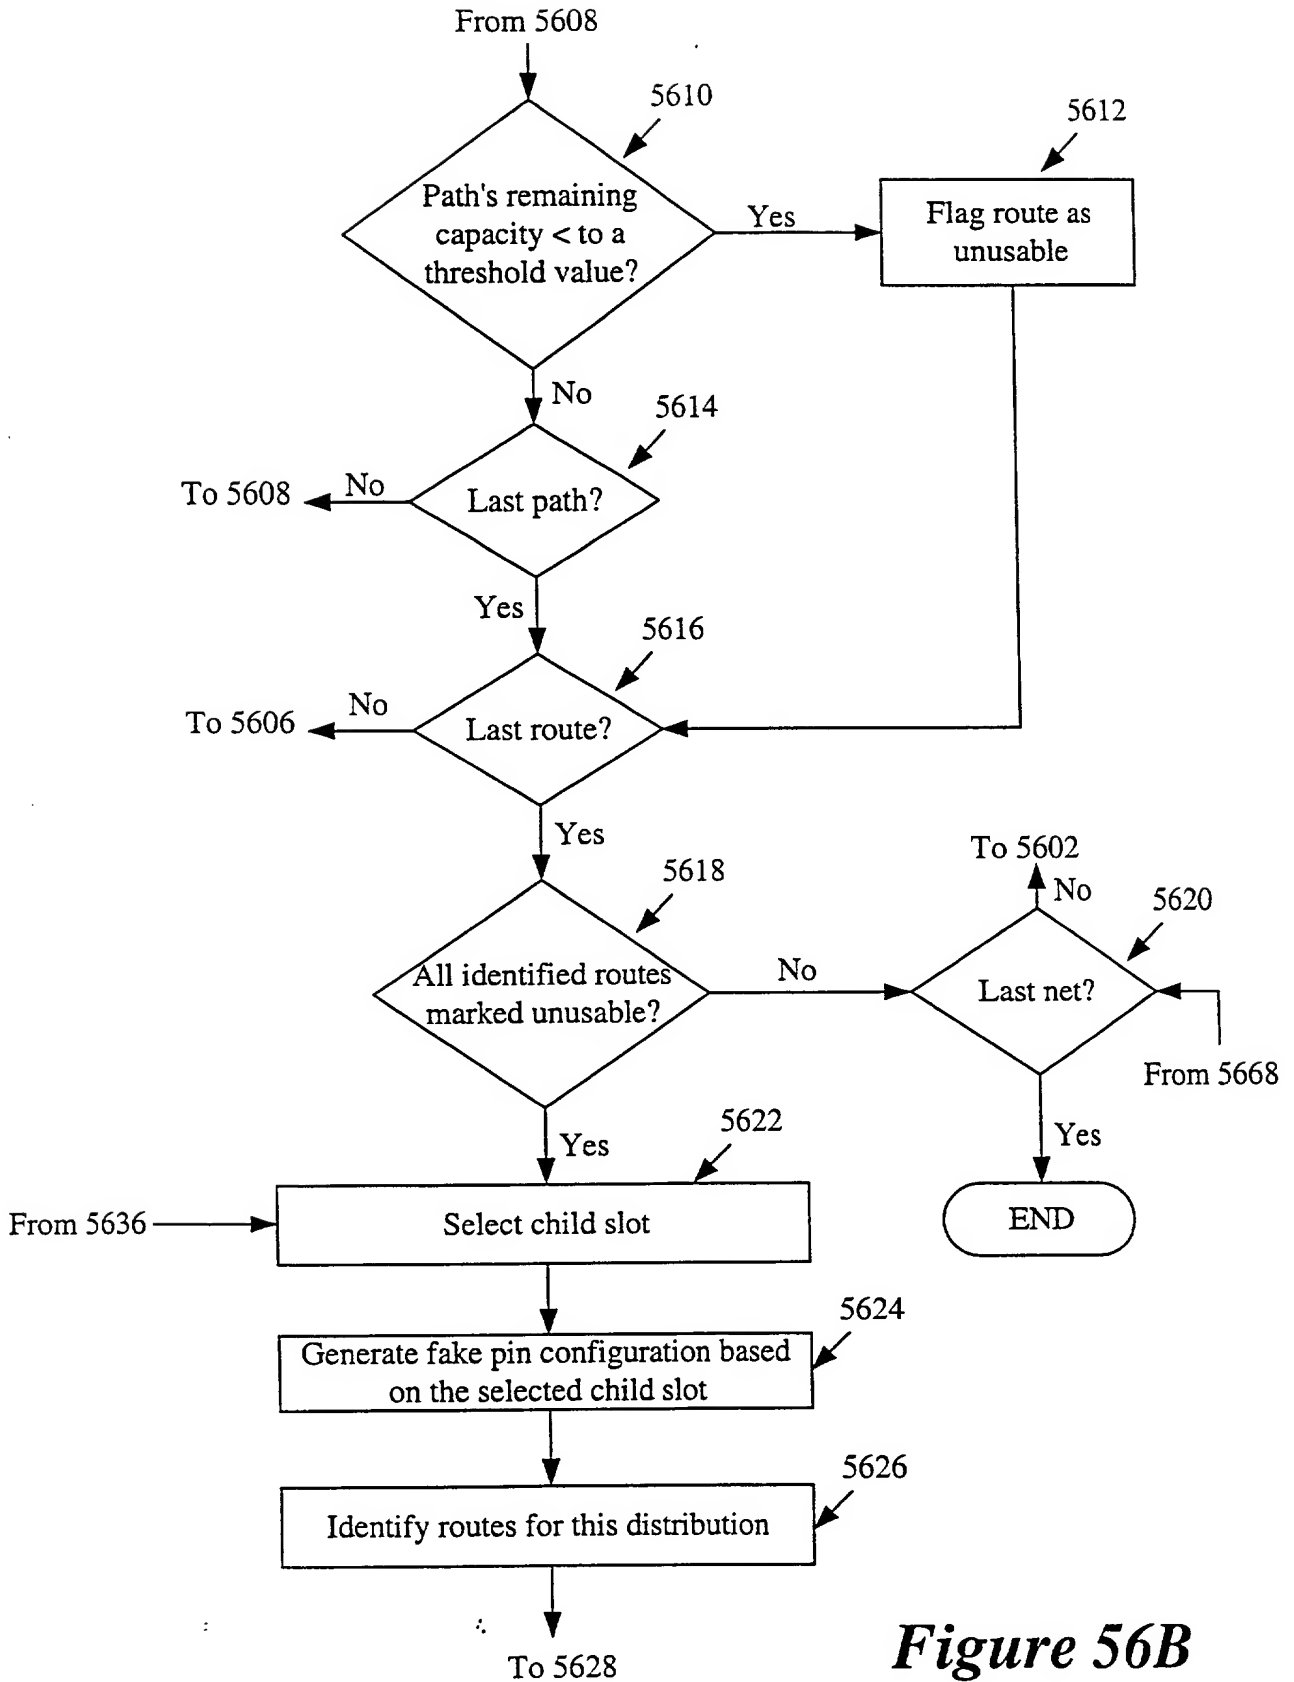 From 5608
5610
5612
Path's remaining
capacity < to a
threshold value?
Yes
Flag route as
unusable
No
5614
To 5608
No
Last path?
Yes
5616
To 5606
No
Last route?
Yes
To 5602
No
5618
5620
All identified routes
marked unusable?
No
Last net?
From 5668
Yes
5622
Yes
From 5636
Select child slot
END
5624
Generate fake pin configuration based
on the selected child slot
5626
Identify routes for this distribution
To 5628
Figure 56B